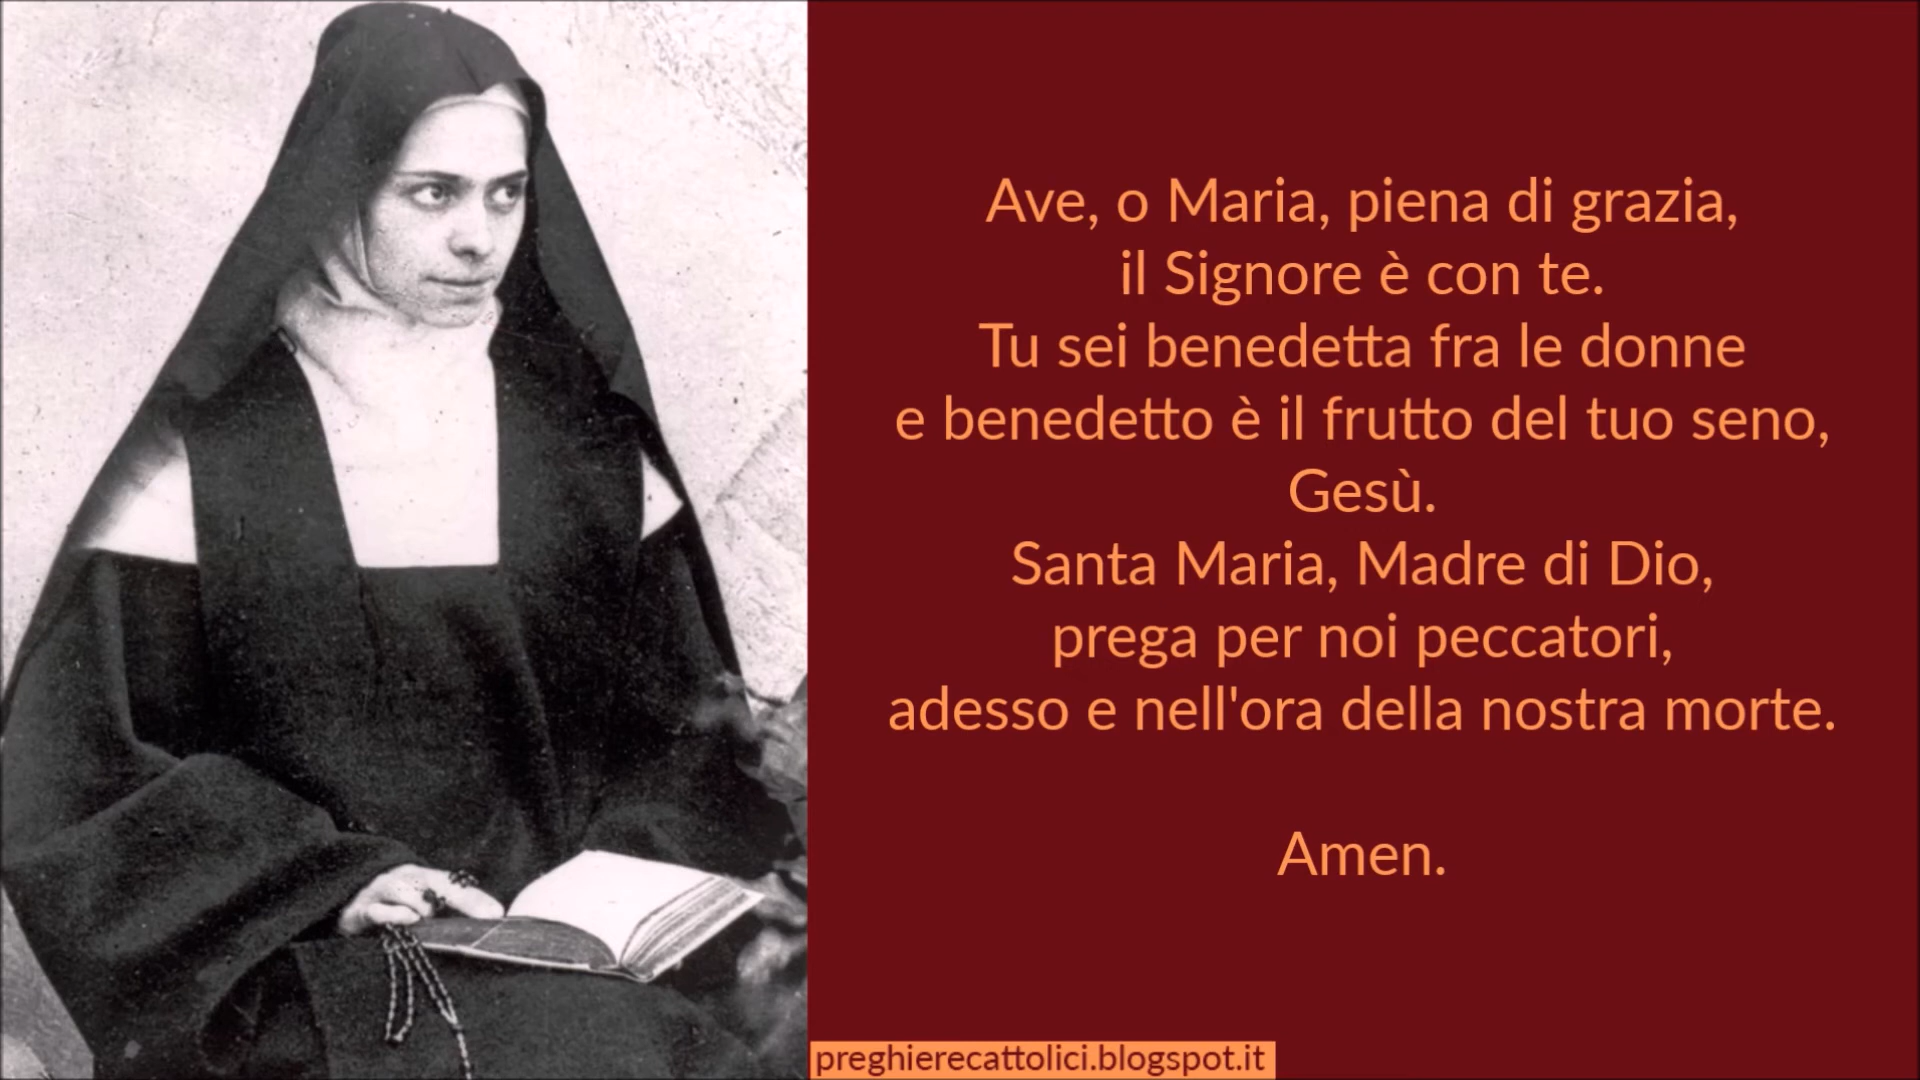 Ave, o Maria, piena di grazia,
il Signore è con te.
Tu sei benedetta fra le donne
e benedetto è il frutto del tuo seno,
Gesù.
Santa Maria, Madre di Dio,
prega per noi peccatori,
adesso e nell'ora della nostra morte.
Amen.
preghierecattolici.blogspot.it